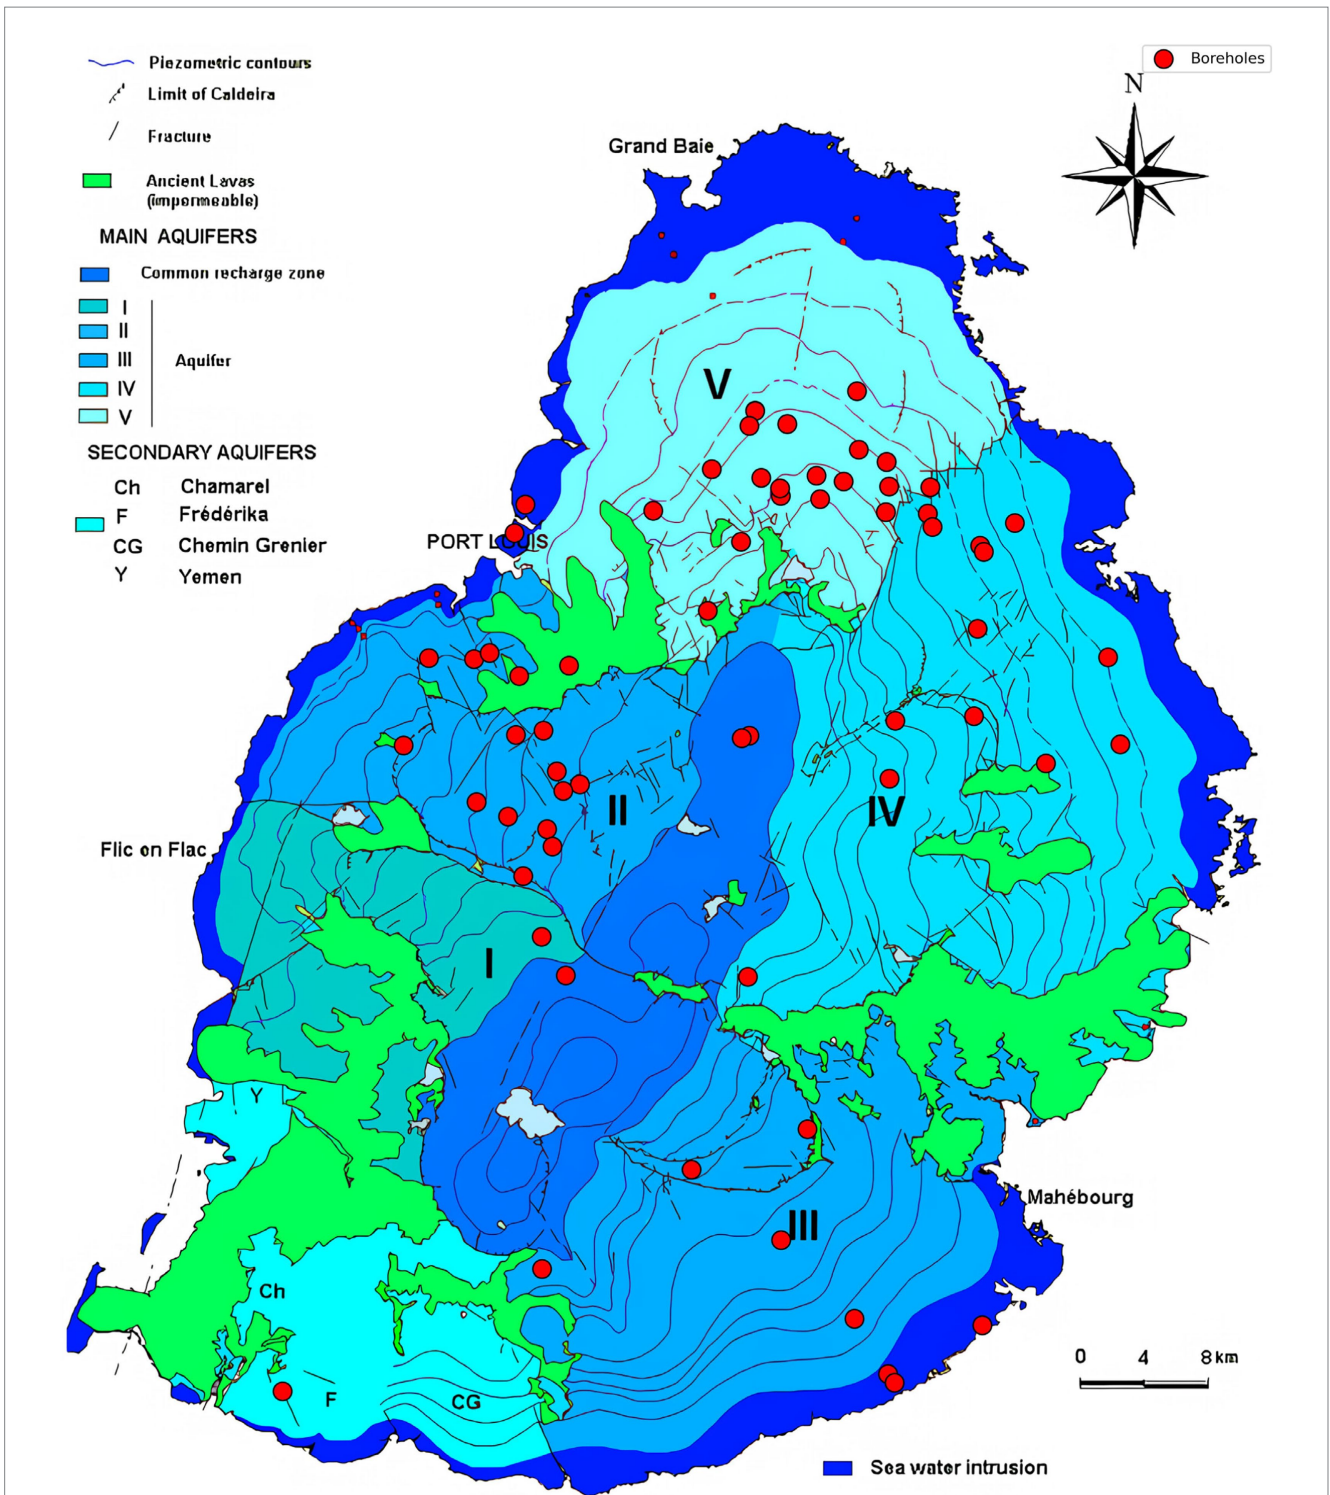 Piezometric contours
Limit of Caldeira
Fracture
Ancient Lavas
(impermeable)
MAIN AQUIFERS
Common recharge zone
I
II
III
IV
V
Aquifer
SECONDARY AQUIFERS
Ch Chamarel
F Frédérika
CG Chemin Grenier
Y Yemen
Boreholes
N
Grand Baie
V
PORT LOUIS
II
IV
Flic en Flac
I
Y
Mahébourg
III
Ch
F
CG
0 4 8 km
Sea water intrusion